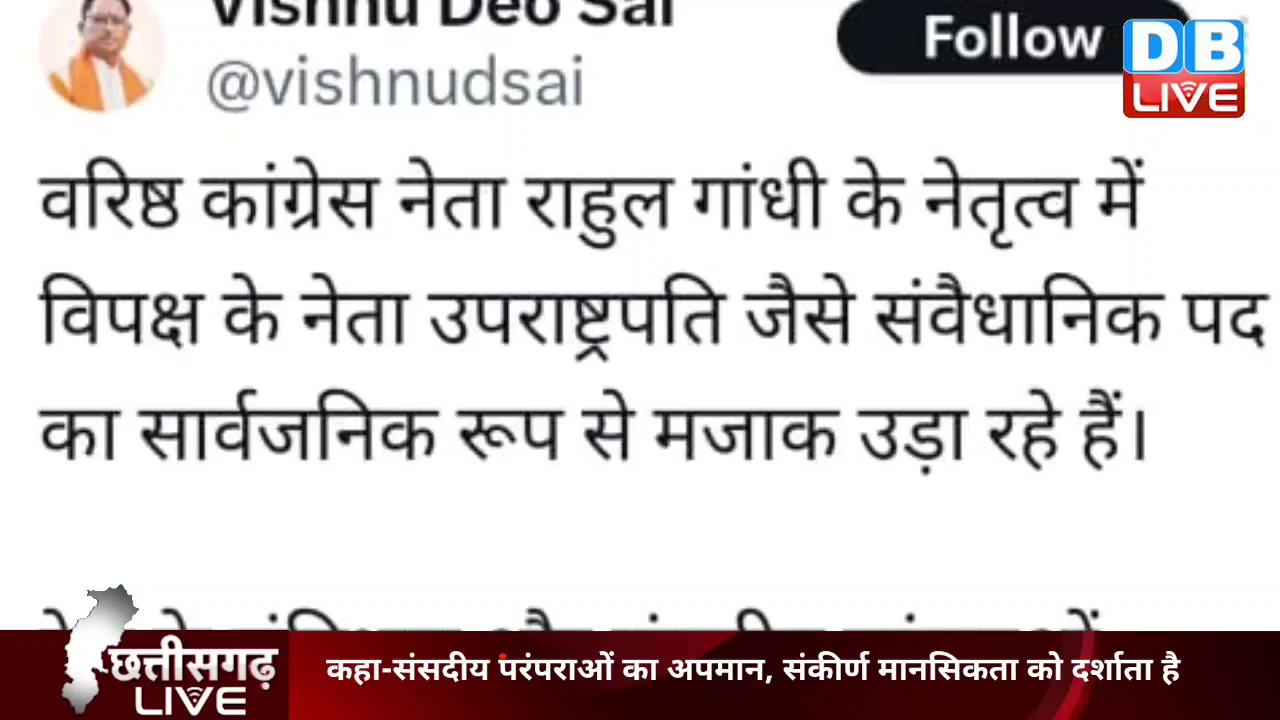 Vishnu Deo Sai
Follow
DB
LIVE
@vishnudsai
वरिष्ठ कांग्रेस नेता राहुल गांधी के नेतृत्व में
विपक्ष के नेता उपराष्ट्रपति जैसे संवैधानिक पद
का सार्वजनिक रूप से मजाक उड़ा रहे हैं।
छत्तीसगढ़
LIVE
कहा-संसदीय परंपराओं का अपमान, संकीर्ण मानसिकता को दर्शाता है